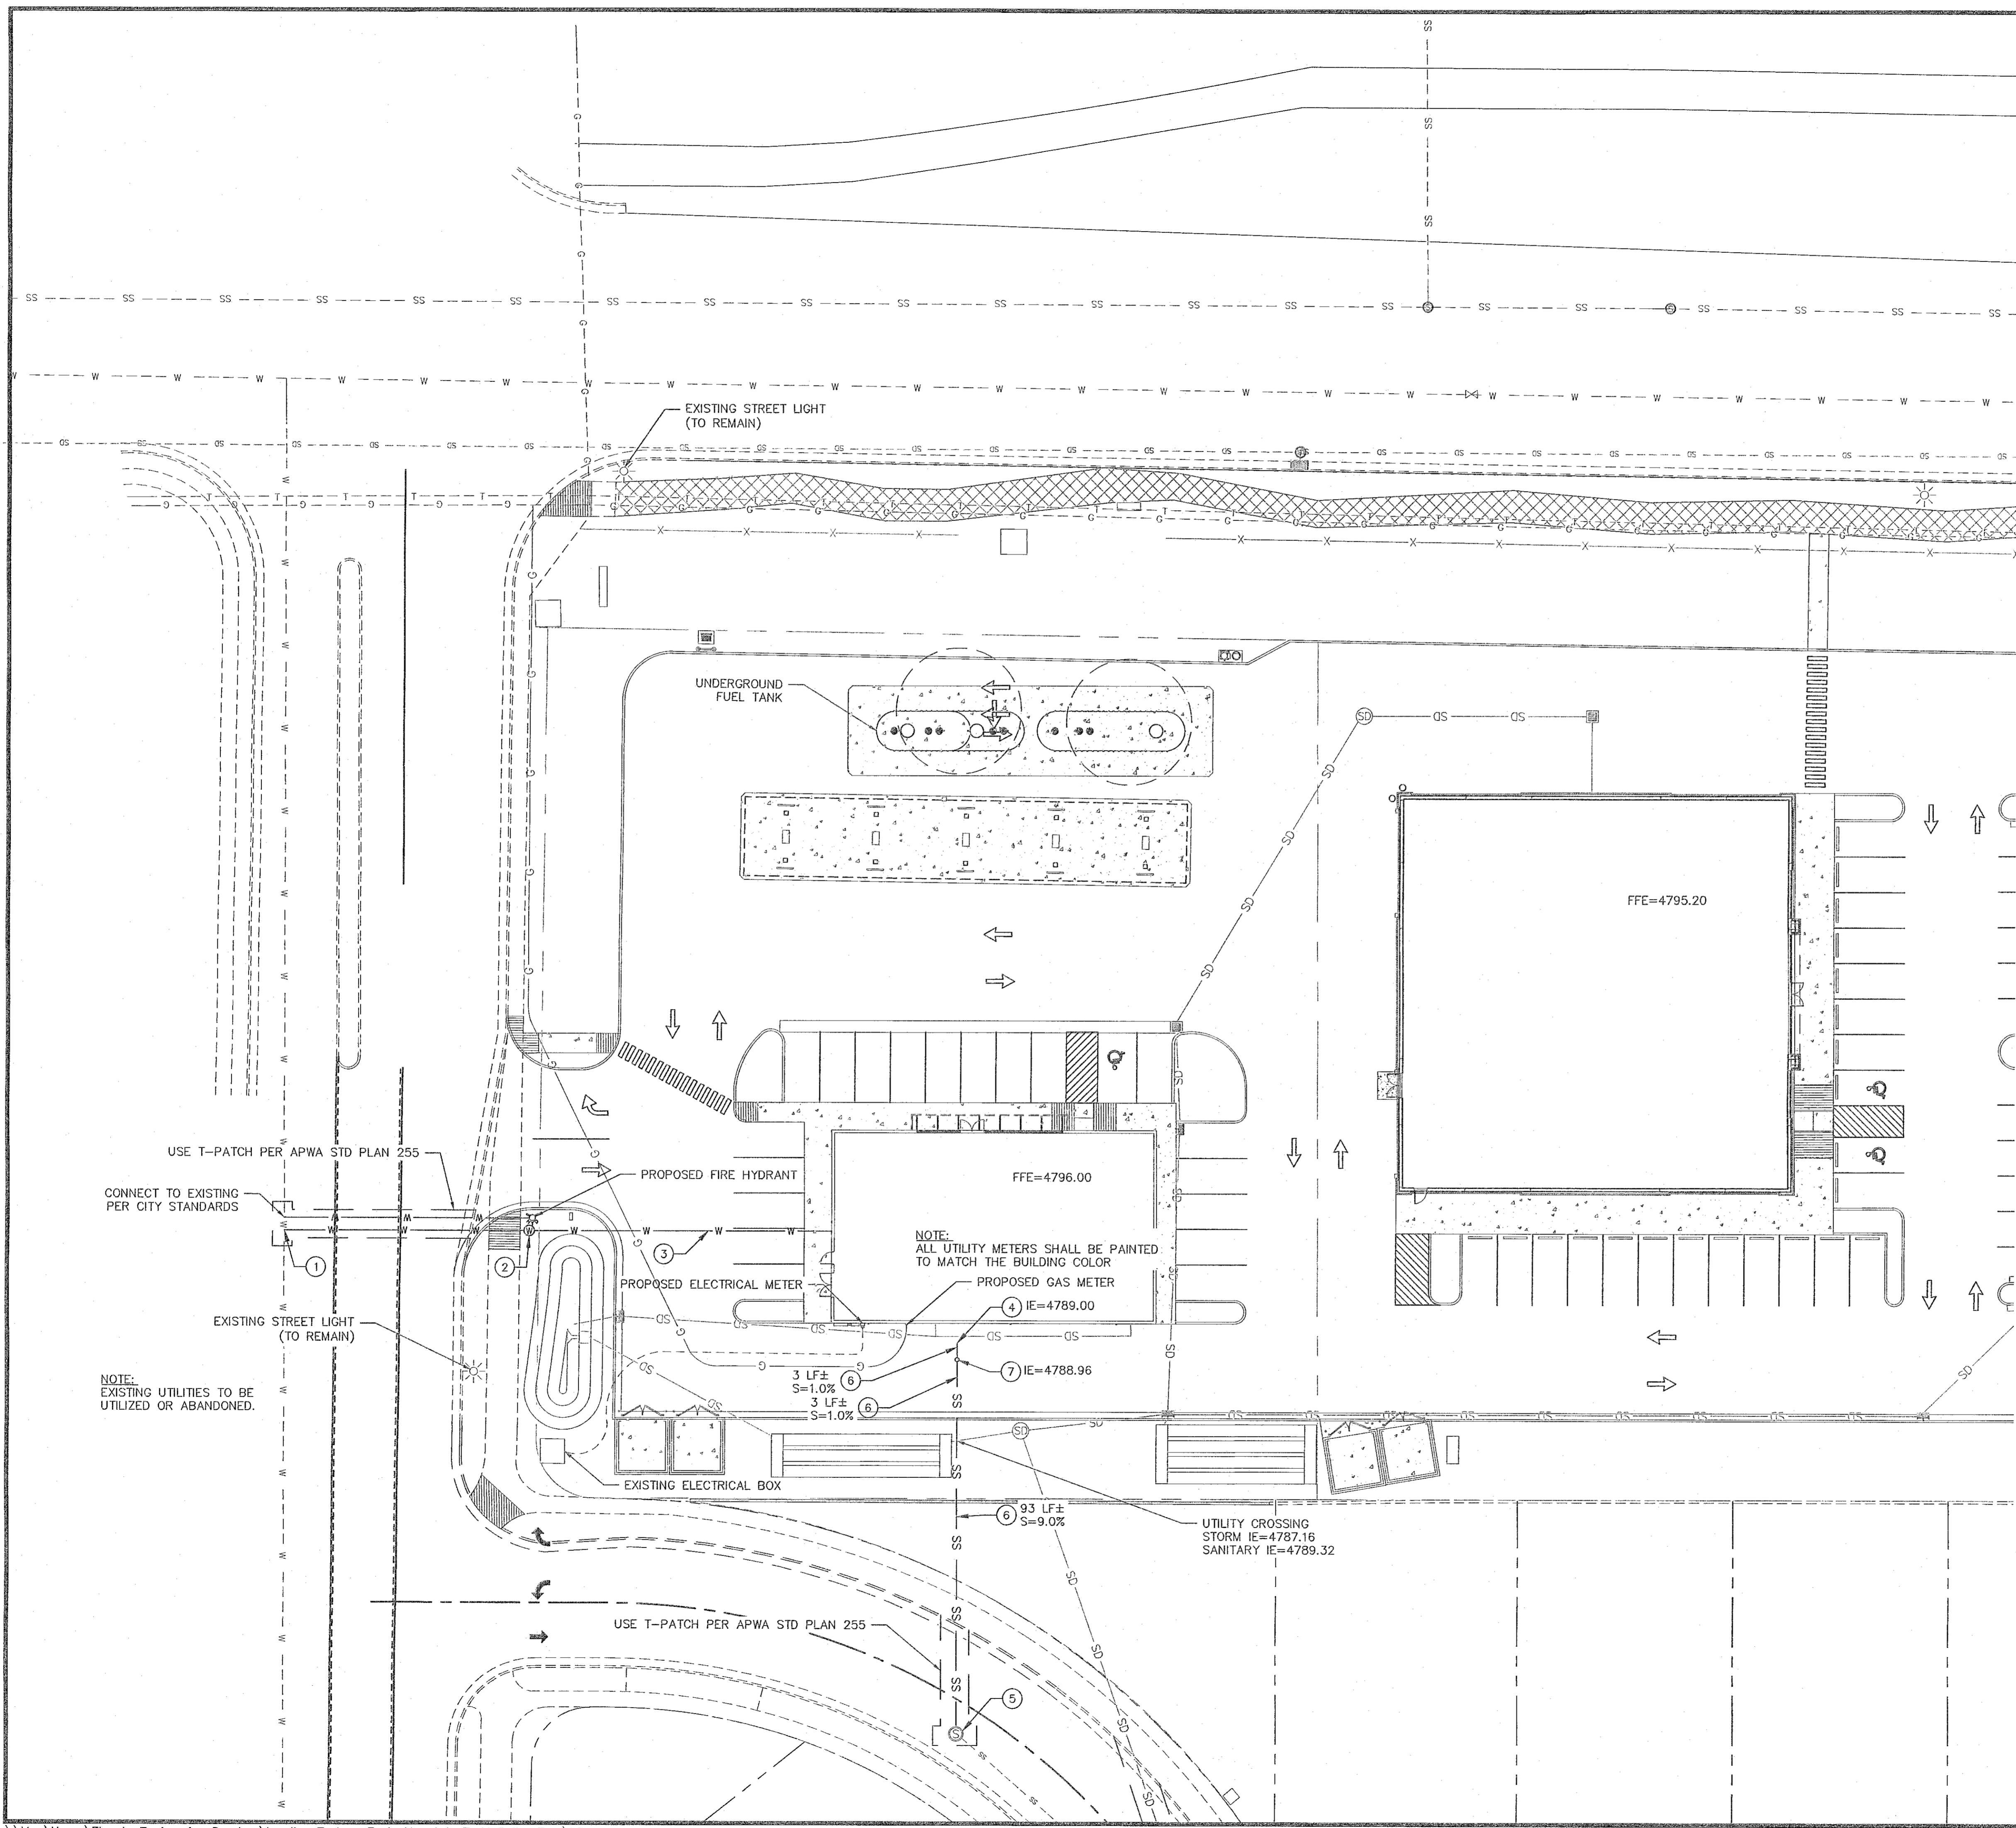 EXISTING STREET LIGHT
(TO REMAIN)
UNDERGROUND
FUEL TANK
FFE=4795.20
USE T-PATCH PER APWA STD PLAN 255
CONNECT TO EXISTING
PER CITY STANDARDS
PROPOSED FIRE HYDRANT
FFE=4796.00
1
2
3
NOTE:
ALL UTILITY METERS SHALL BE PAINTED
TO MATCH THE BUILDING COLOR
PROPOSED ELECTRICAL METER
PROPOSED GAS METER
4 IE=4789.00
EXISTING STREET LIGHT
(TO REMAIN)
NOTE:
EXISTING UTILITIES TO BE
UTILIZED OR ABANDONED.
3 LF±
S=1.0% 6
7 IE=4788.96
3 LF±
S=1.0% 6
EXISTING ELECTRICAL BOX
6 93 LF±
S=9.0%
UTILITY CROSSING
STORM IE=4787.16
SANITARY IE=4789.32
USE T-PATCH PER APWA STD PLAN 255
5
S
SS
W
SD
G
T
X